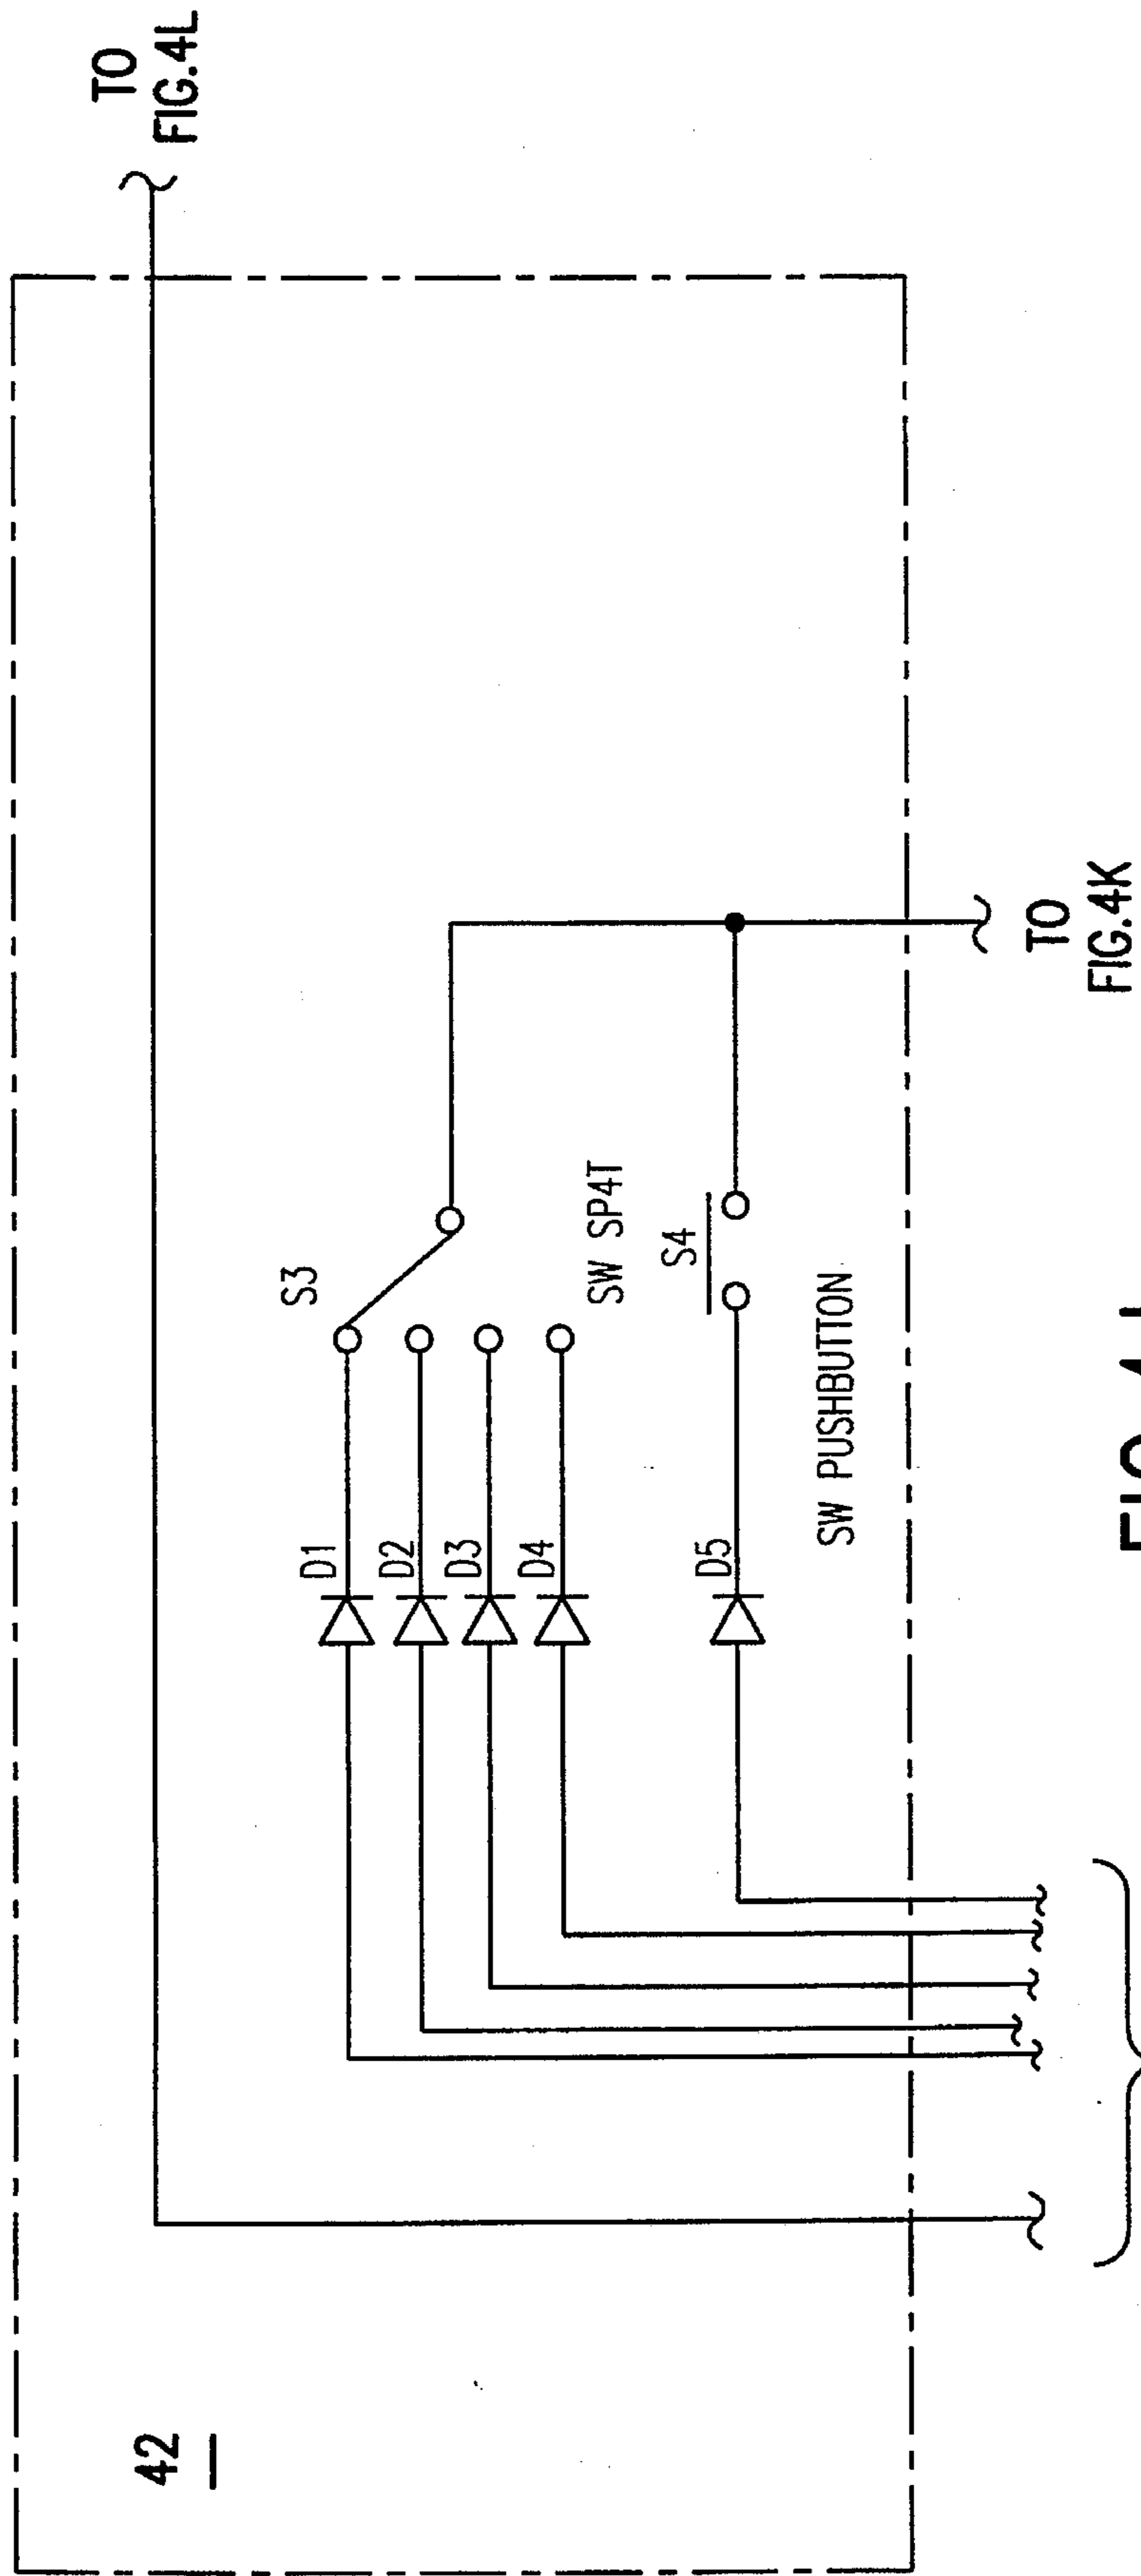 42
TO
FIG.4L
S3
D1
D2
D3
D4
SW SP4T
S4
D5
SW PUSHBUTTON
TO
FIG.4K